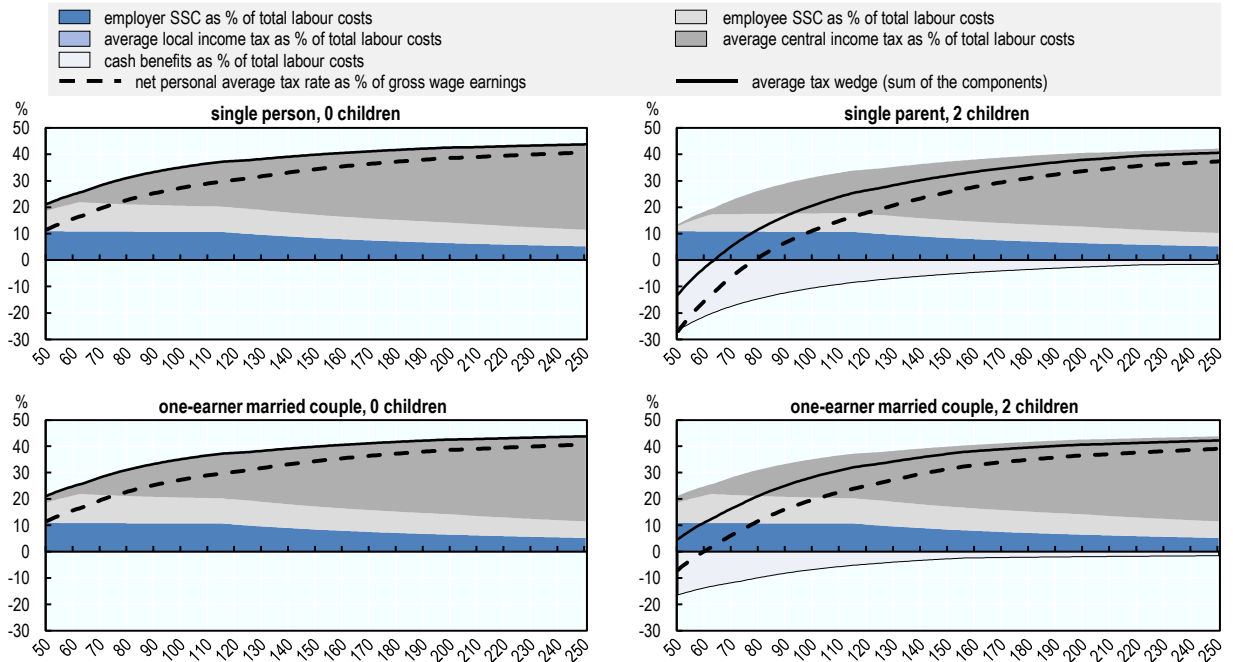 employer SSC as % of total labour costs
employee SSC as % of total labour costs
average local income tax as % of total labour costs
average central income tax as % of total labour costs
cash benefits as % of total labour costs
net personal average tax rate as % of gross wage earnings
average tax wedge (sum of the components)
%
single person, 0 children
50
40
30
20
10
0
-10
-20
-30
50 60 70 80 90 100 110 120 130 140 150 160 170 180 190 200 210 220 230 240 250
%
single parent, 2 children
50
40
30
20
10
0
-10
-20
-30
50 60 70 80 90 100 110 120 130 140 150 160 170 180 190 200 210 220 230 240 250
%
one-earner married couple, 0 children
50
40
30
20
10
0
-10
-20
-30
50 60 70 80 90 100 110 120 130 140 150 160 170 180 190 200 210 220 230 240 250
%
one-earner married couple, 2 children
50
40
30
20
10
0
-10
-20
-30
50 60 70 80 90 100 110 120 130 140 150 160 170 180 190 200 210 220 230 240 250